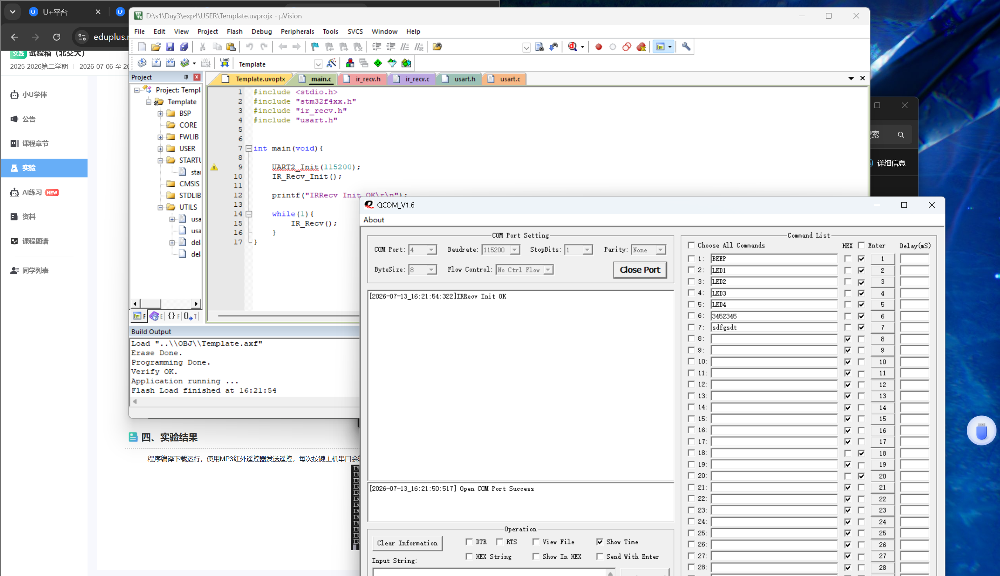 U+平台
eduplus.r
实践 试验箱（北交大）
2025-2026第二学期 2026-07-06 至 20
小U学伴
公告
课程章节
实验
AI练习 NEW
资料
课程图谱
同学列表
D:\s1\Day3\exp4\USER\Template.uvprojx - µVision
File Edit View Project Flash Debug Peripherals Tools SVCS Window Help
LOAD Template
Project
Project: Templ
Template
BSP
CORE
FWLIB
USER
STARTU
star
CMSIS
STDLIB
UTILS
usa
usa
del
del
Template.uvoptx main.c ir_recv.h ir_recv.c usart.h usart.c
1 #include <stdio.h>
2 #include "stm32f4xx.h"
3 #include "ir_recv.h"
4 #include "usart.h"
5
6
7 int main(void){
8
9 UART2_Init(115200);
10 IR_Recv_Init();
11
12 printf("IRRecv Init OK\r\n");
13
14 while(1){
15 IR_Recv();
16 }
17 }
Build Output
Load "..\\OBJ\\Template.axf"
Erase Done.
Programming Done.
Verify OK.
Application running ...
Flash Load finished at 16:21:54
四、实验结果
程序编译下载运行，使用MP3红外遥控器发送遥控，每次按键主机串口会
IR
IR
IR
IR
IR
IR
IR
IR
IR
IR
IR
IR
IR
索
详细信息
QCOM_V1.6
About
COM Port Setting
COM Port: 4 Baudrate: 115200 StopBits: 1 Parity: None
ByteSize: 8 Flow Control: No Ctrl Flow Close Port
[2026-07-13_16:21:54:322]IRRecv Init OK
[2026-07-13_16:21:50:517] Open COM Port Success
Operation
Clear Information DTR RTS View File Show Time
HEX String Show In HEX Send With Enter
Input String:
Command List
Choose All Commands HEX Enter Delay(mS)
1: BEEP 1
2: LED1 2
3: LED2 3
4: LED3 4
5: LED4 5
6: 3452345 6
7: sdfgsdt 7
8: 8
9: 9
10: 10
11: 11
12: 12
13: 13
14: 14
15: 15
16: 16
17: 17
18: 18
19: 19
20: 20
21: 21
22: 22
23: 23
24: 24
25: 25
26: 26
27: 27
28: 28